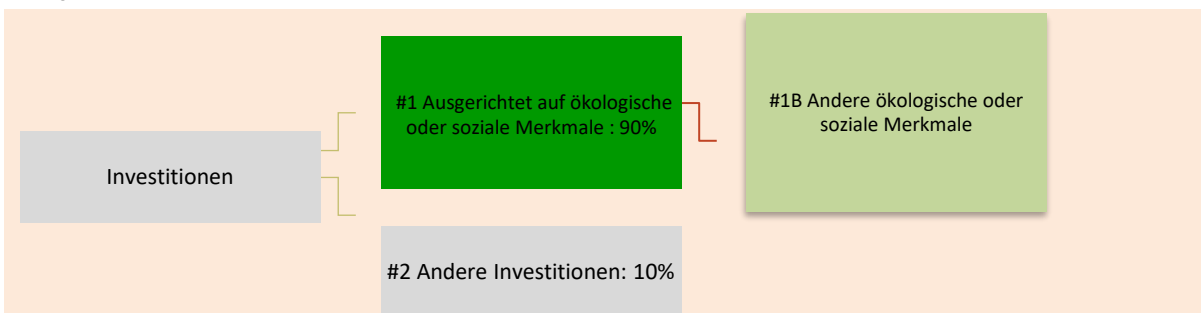 Investitionen
#1 Ausgerichtet auf ökologische
oder soziale Merkmale : 90%
#1B Andere ökologische oder
soziale Merkmale
#2 Andere Investitionen: 10%